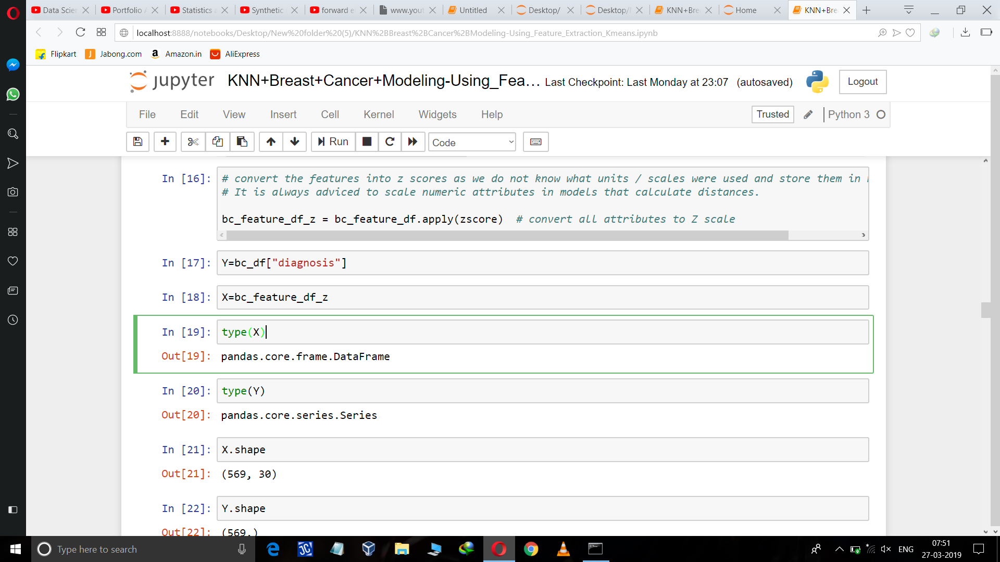 Data Scien
Portfolio
Statistics
Synthetic
forward e
www.yout
Untitled
Desktop/
Desktop/
KNN+Bre
Home
KNN+Bre
localhost:8888/notebooks/Desktop/New%20folder%20(5)/KNN%2BBreast%2BCancer%2BModeling-Using_Feature_Extraction_Kmeans.ipynb
Flipkart Jabong.com Amazon.in AliExpress
jupyter KNN+Breast+Cancer+Modeling-Using_Fea... Last Checkpoint: Last Monday at 23:07 (autosaved) Logout
File Edit View Insert Cell Kernel Widgets Help Trusted Python 3
Run Code
In [16]: # convert the features into z scores as we do not know what units / scales were used and store them in
# It is always adviced to scale numeric attributes in models that calculate distances.
bc_feature_df_z = bc_feature_df.apply(zscore) # convert all attributes to Z scale
In [17]: Y=bc_df["diagnosis"]
In [18]: X=bc_feature_df_z
In [19]: type(X)
Out[19]: pandas.core.frame.DataFrame
In [20]: type(Y)
Out[20]: pandas.core.series.Series
In [21]: X.shape
Out[21]: (569, 30)
In [22]: Y.shape
Out[22]: (569,)
Type here to search
ENG
07:51
27-03-2019